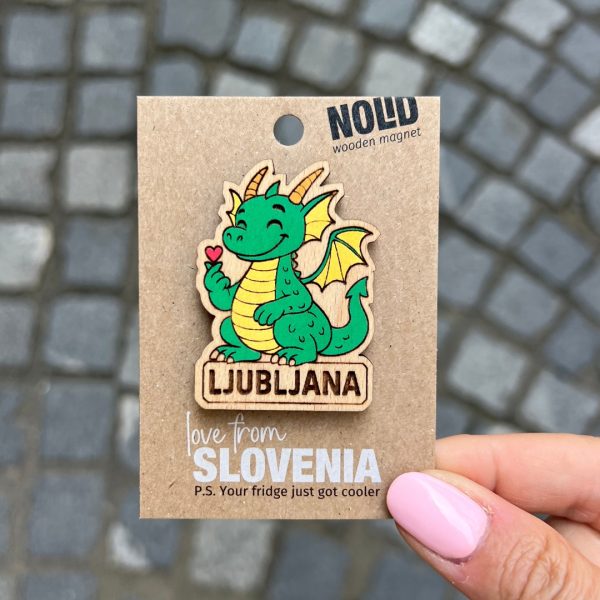 NOLID
wooden magnet
LJUBLJANA
love from
SLOVENIA
P.S. Your fridge just got cooler